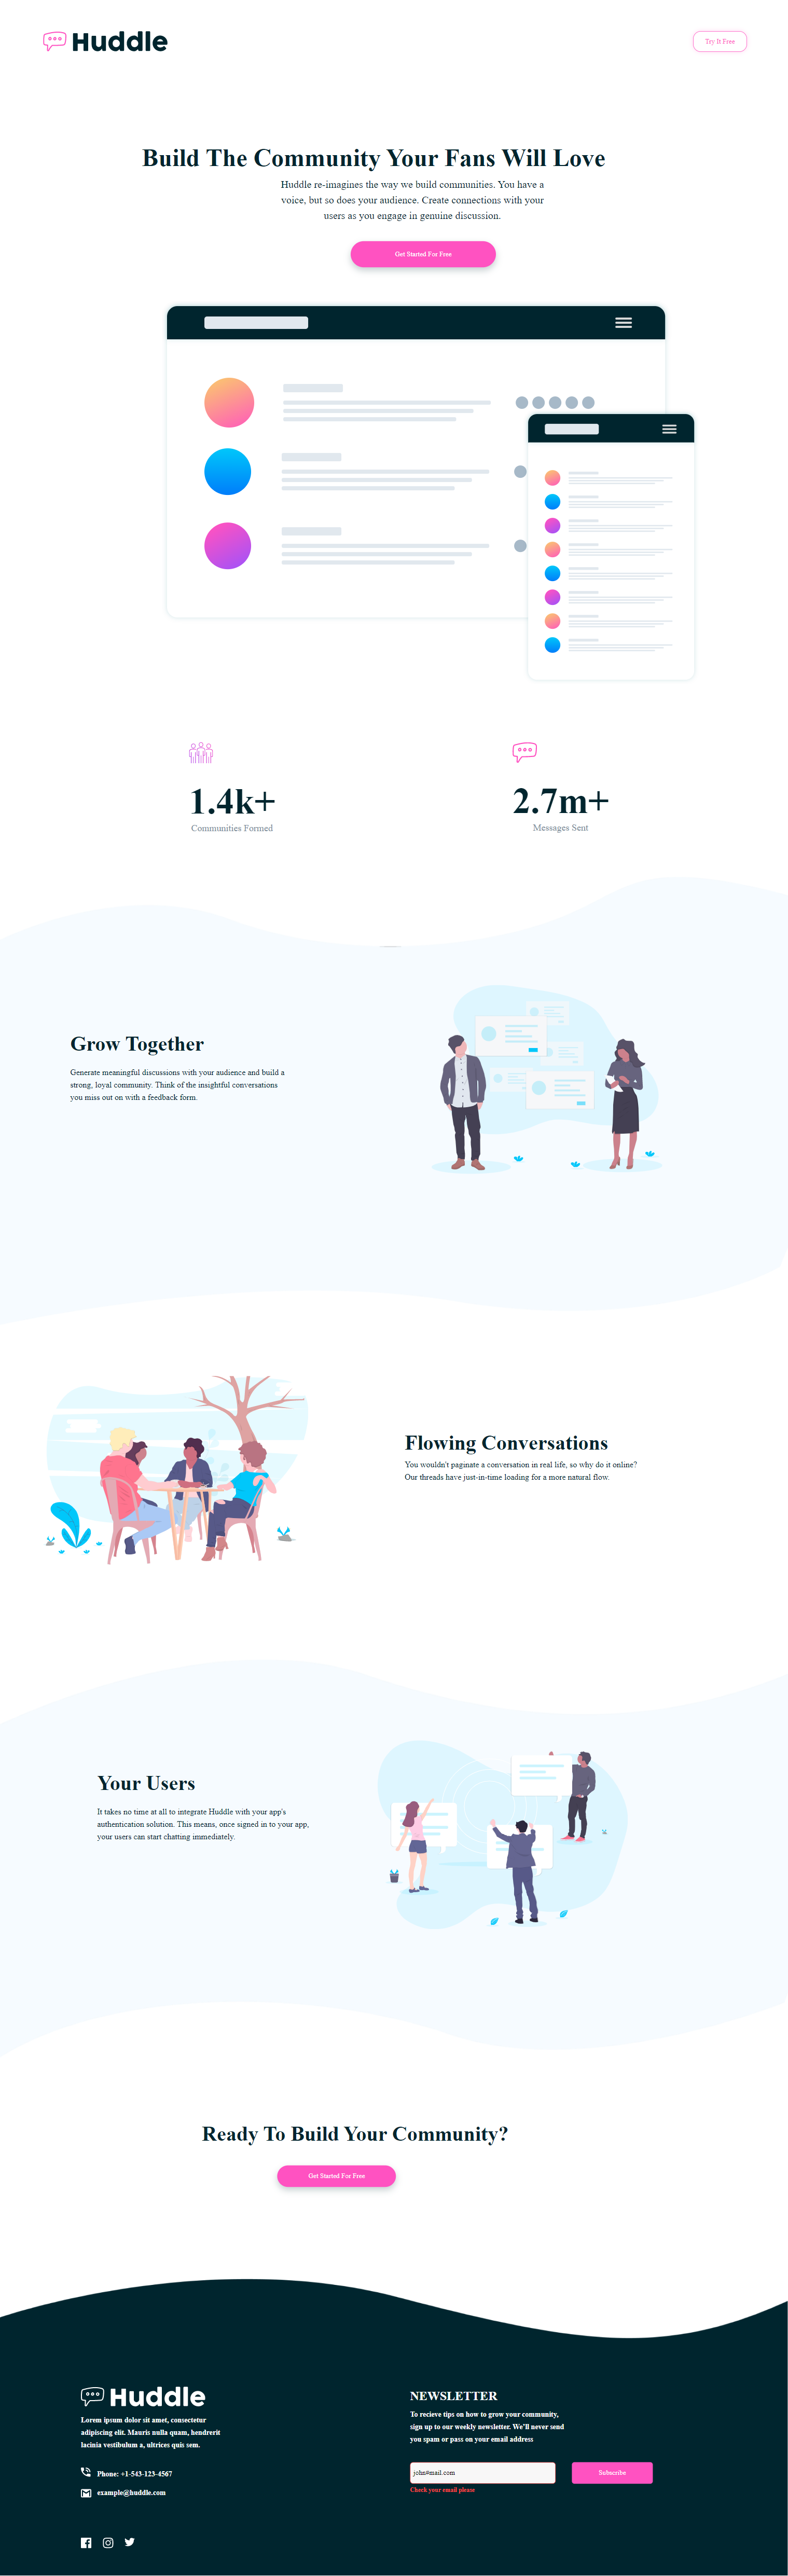 Huddle
Try It Free
Build The Community Your Fans Will Love
Huddle re-imagines the way we build communities. You have a
voice, but so does your audience. Create connections with your
users as you engage in genuine discussion.
Get Started For Free
1.4k+
Communities Formed
2.7m+
Messages Sent
Grow Together
Generate meaningful discussions with your audience and build a
strong, loyal community. Think of the insightful conversations
you miss out on with a feedback form.
Flowing Conversations
You wouldn't paginate a conversation in real life, so why do it online?
Our threads have just-in-time loading for a more natural flow.
Your Users
It takes no time at all to integrate Huddle with your app's
authentication solution. This means, once signed in to your app,
your users can start chatting immediately.
Ready To Build Your Community?
Get Started For Free
Huddle
Lorem ipsum dolor sit amet, consectetur
adipiscing elit. Mauris nulla quam, hendrerit
lacinia vestibulum a, ultrices quis sem.
Phone: +1-543-123-4567
example@huddle.com
NEWSLETTER
To recieve tips on how to grow your community,
sign up to our weekly newsletter. We'll never send
you spam or pass on your email address
john#mail.com
Subscribe
Check your email please